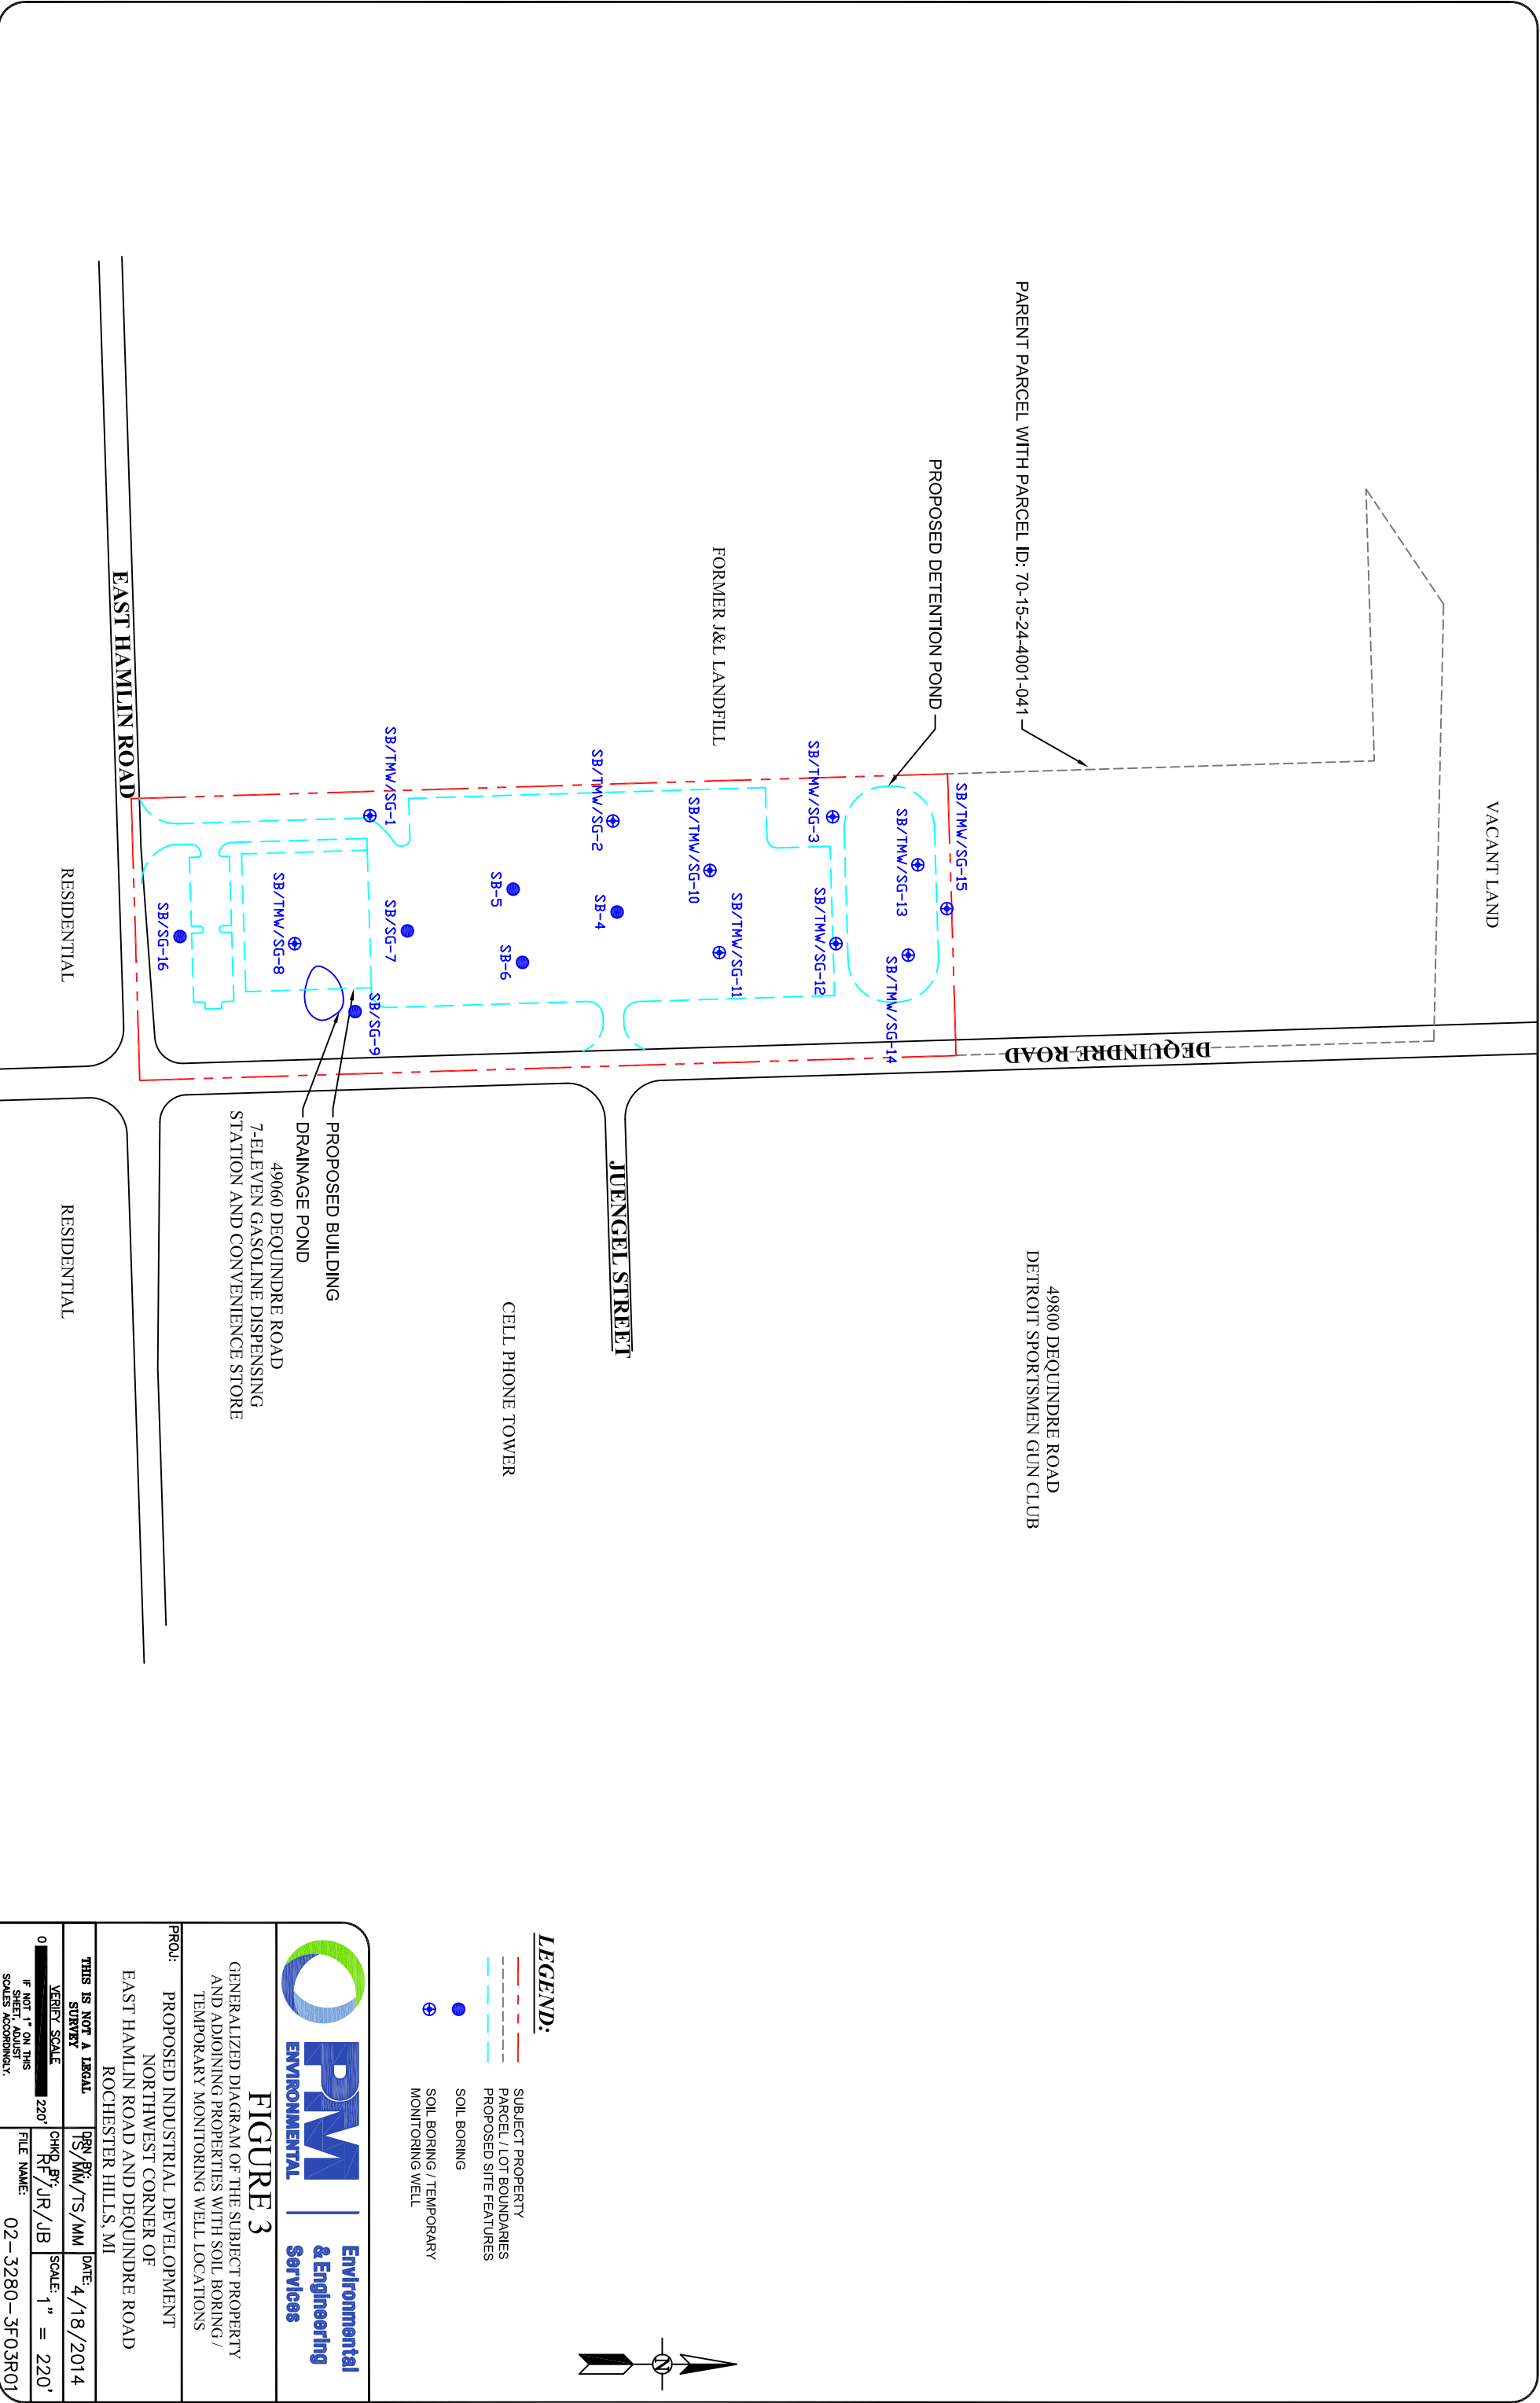 VACANT LAND
PARENT PARCEL WITH PARCEL ID: 70-15-24-4001-041
PROPOSED DETENTION POND
FORMER J&L LANDFILL
SB/TMW/SG-15
SB/TMW/SG-13
SB/TMW/SG-14
SB/TMW/SG-3
SB/TMW/SG-12
SB/TMW/SG-10
SB/TMW/SG-11
SB/TMW/SG-2
SB-4
SB-5
SB-6
SB/TMW/SG-1
SB/SG-7
SB/SG-9
SB/TMW/SG-8
SB/SG-16
DEQUINDRE ROAD
49800 DEQUINDRE ROAD
DETROIT SPORTSMEN GUN CLUB
JUENGEL STREET
CELL PHONE TOWER
PROPOSED BUILDING
DRAINAGE POND
49060 DEQUINDRE ROAD
7-ELEVEN GASOLINE DISPENSING
STATION AND CONVENIENCE STORE
EAST HAMLIN ROAD
RESIDENTIAL
RESIDENTIAL
N
LEGEND:
SUBJECT PROPERTY
PARCEL / LOT BOUNDARIES
PROPOSED SITE FEATURES
SOIL BORING
SOIL BORING / TEMPORARY
MONITORING WELL
PM
ENVIRONMENTAL
Environmental
& Engineering
Services
FIGURE 3
GENERALIZED DIAGRAM OF THE SUBJECT PROPERTY
AND ADJOINING PROPERTIES WITH SOIL BORING /
TEMPORARY MONITORING WELL LOCATIONS
PROJ:
PROPOSED INDUSTRIAL DEVELOPMENT
NORTHWEST CORNER OF
EAST HAMLIN ROAD AND DEQUINDRE ROAD
ROCHESTER HILLS, MI
THIS IS NOT A LEGAL
SURVEY
DRN BY:
TS/MM/TS/MM
DATE:
4/18/2014
VERIFY SCALE
0 220'
IF NOT 1" ON THIS
SHEET, ADJUST
SCALES ACCORDINGLY.
CHKD BY:
RF/JR/JB
SCALE: 1" = 220'
FILE NAME:
02-3280-3F03R01